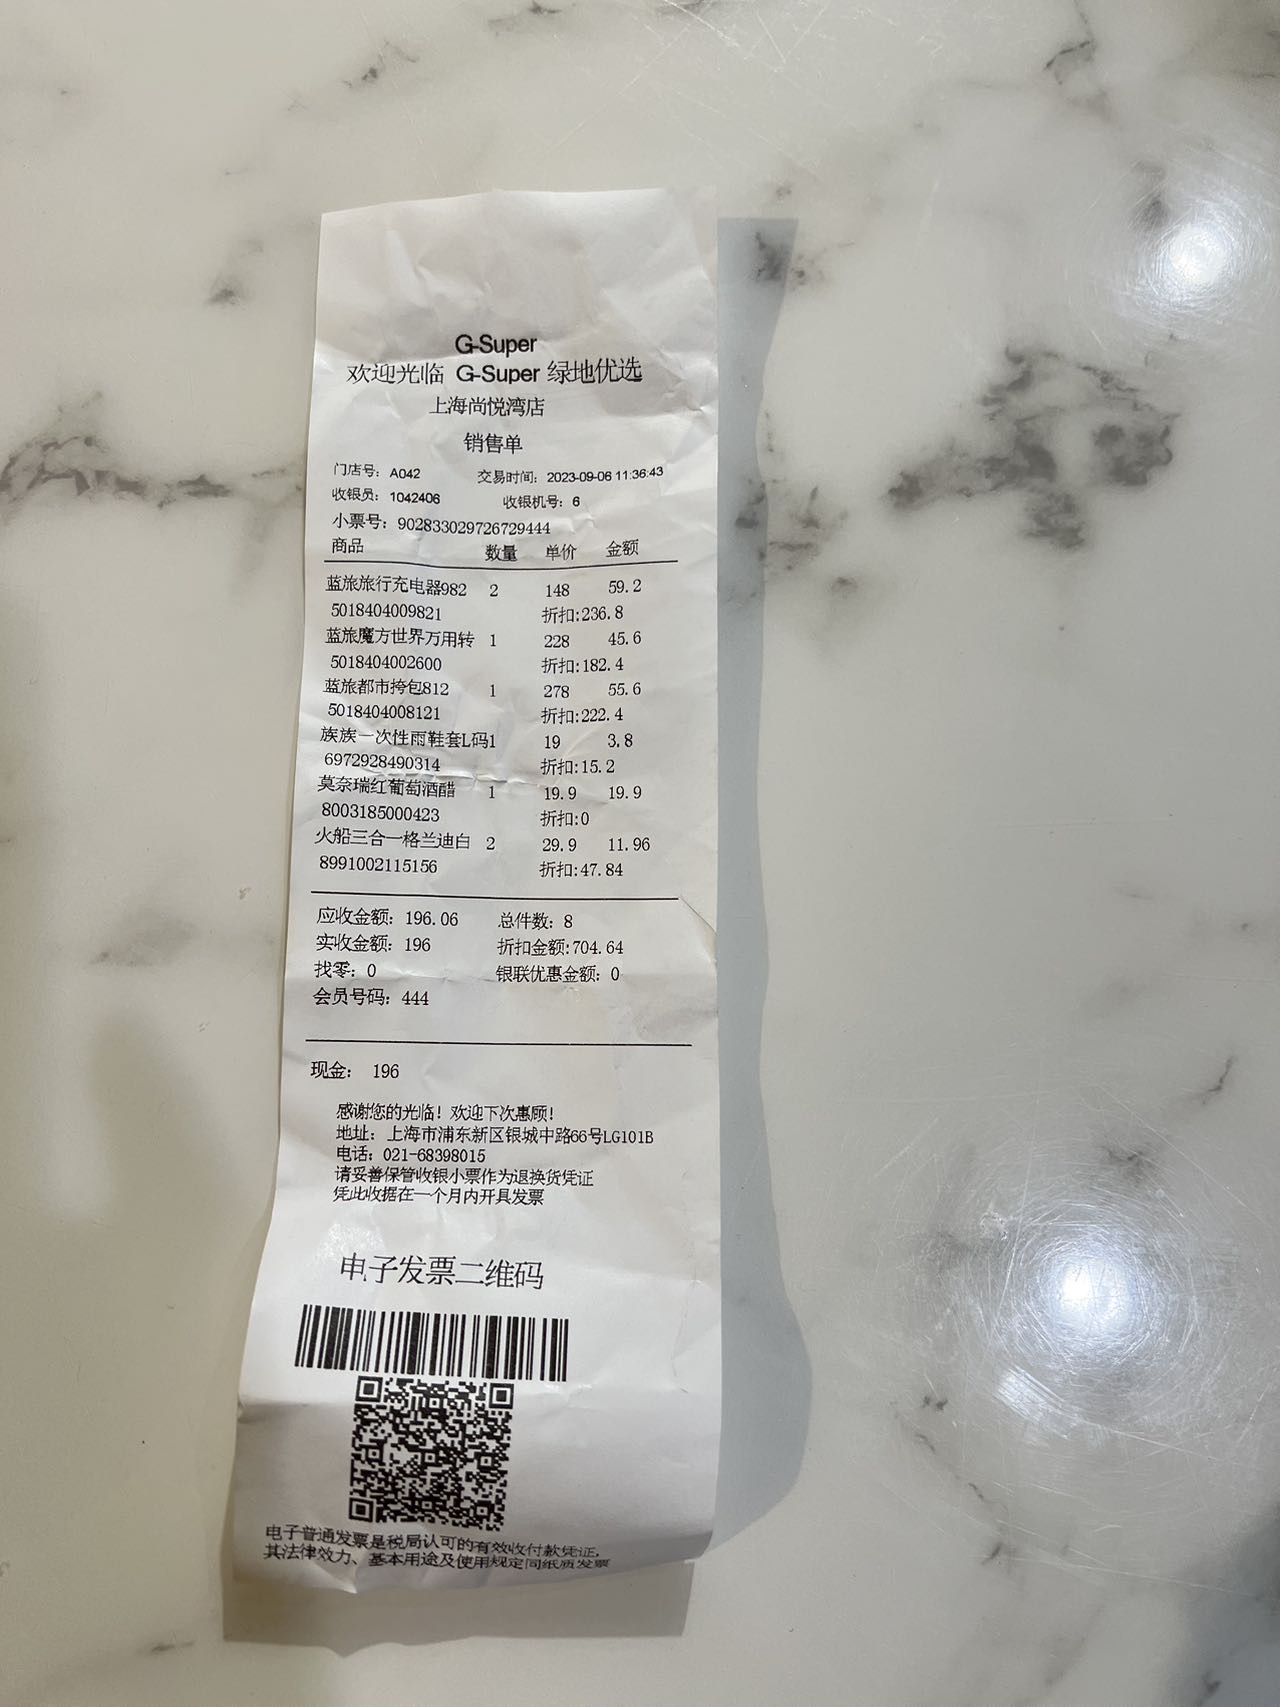 G-Super
欢迎光临 G-Super 绿地优选
上海尚悦湾店
销售单
门店号：A042 交易时间：2023-09-06 11:36:43
收银员：1042406 收银机号：6
小票号：902833029726729444
商品 数量 单价 金额
蓝旅旅行充电器982 2 148 59.2
5018404009821 折扣:236.8
蓝旅魔方世界万用转 1 228 45.6
5018404002600 折扣:182.4
蓝旅都市挎包812 1 278 55.6
5018404008121 折扣:222.4
族族一次性雨鞋套L码1 19 3.8
6972928490314 折扣:15.2
莫奈瑞红葡萄酒醋 1 19.9 19.9
8003185000423 折扣:0
火船三合一格兰迪白 2 29.9 11.96
8991002115156 折扣:47.84
应收金额：196.06 总件数：8
实收金额：196 折扣金额:704.64
找零：0 银联优惠金额：0
会员号码：444
现金： 196
感谢您的光临！欢迎下次惠顾！
地址：上海市浦东新区银城中路66号LG101B
电话：021-68398015
请妥善保管收银小票作为退换货凭证
凭此收据在一个月内开具发票
电子发票二维码
电子普通发票是税局认可的有效收付款凭证，
其法律效力、基本用途及使用规定同纸质发票